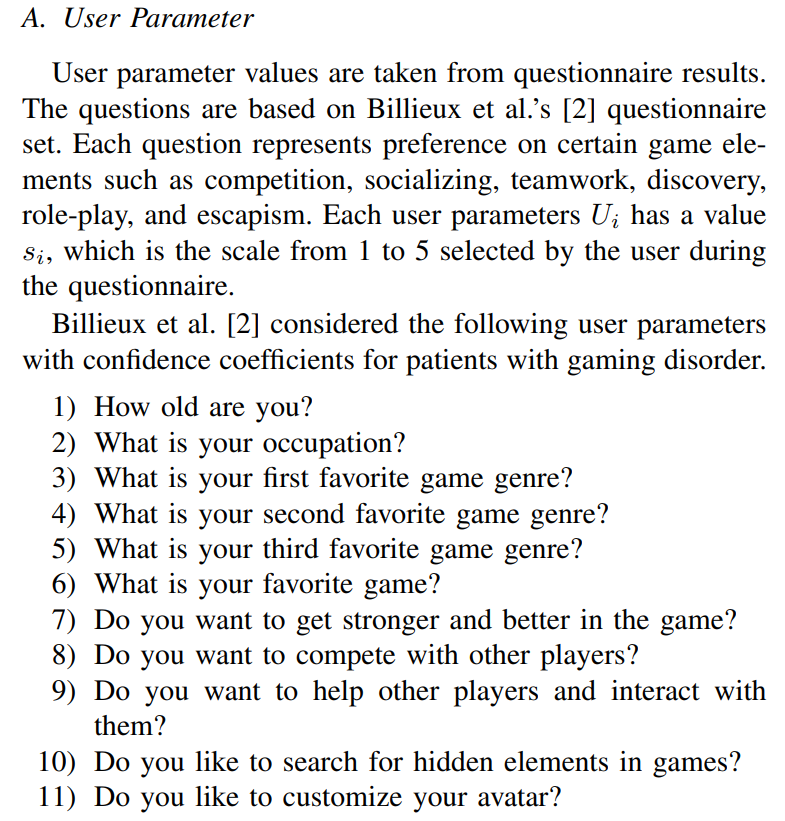 A. User Parameter
User parameter values are taken from questionnaire results.
The questions are based on Billieux et al.'s [2] questionnaire
set. Each question represents preference on certain game ele-
ments such as competition, socializing, teamwork, discovery,
role-play, and escapism. Each user parameters Uᵢ has a value
sᵢ, which is the scale from 1 to 5 selected by the user during
the questionnaire.
Billieux et al. [2] considered the following user parameters
with confidence coefficients for patients with gaming disorder.
1) How old are you?
2) What is your occupation?
3) What is your first favorite game genre?
4) What is your second favorite game genre?
5) What is your third favorite game genre?
6) What is your favorite game?
7) Do you want to get stronger and better in the game?
8) Do you want to compete with other players?
9) Do you want to help other players and interact with
them?
10) Do you like to search for hidden elements in games?
11) Do you like to customize your avatar?